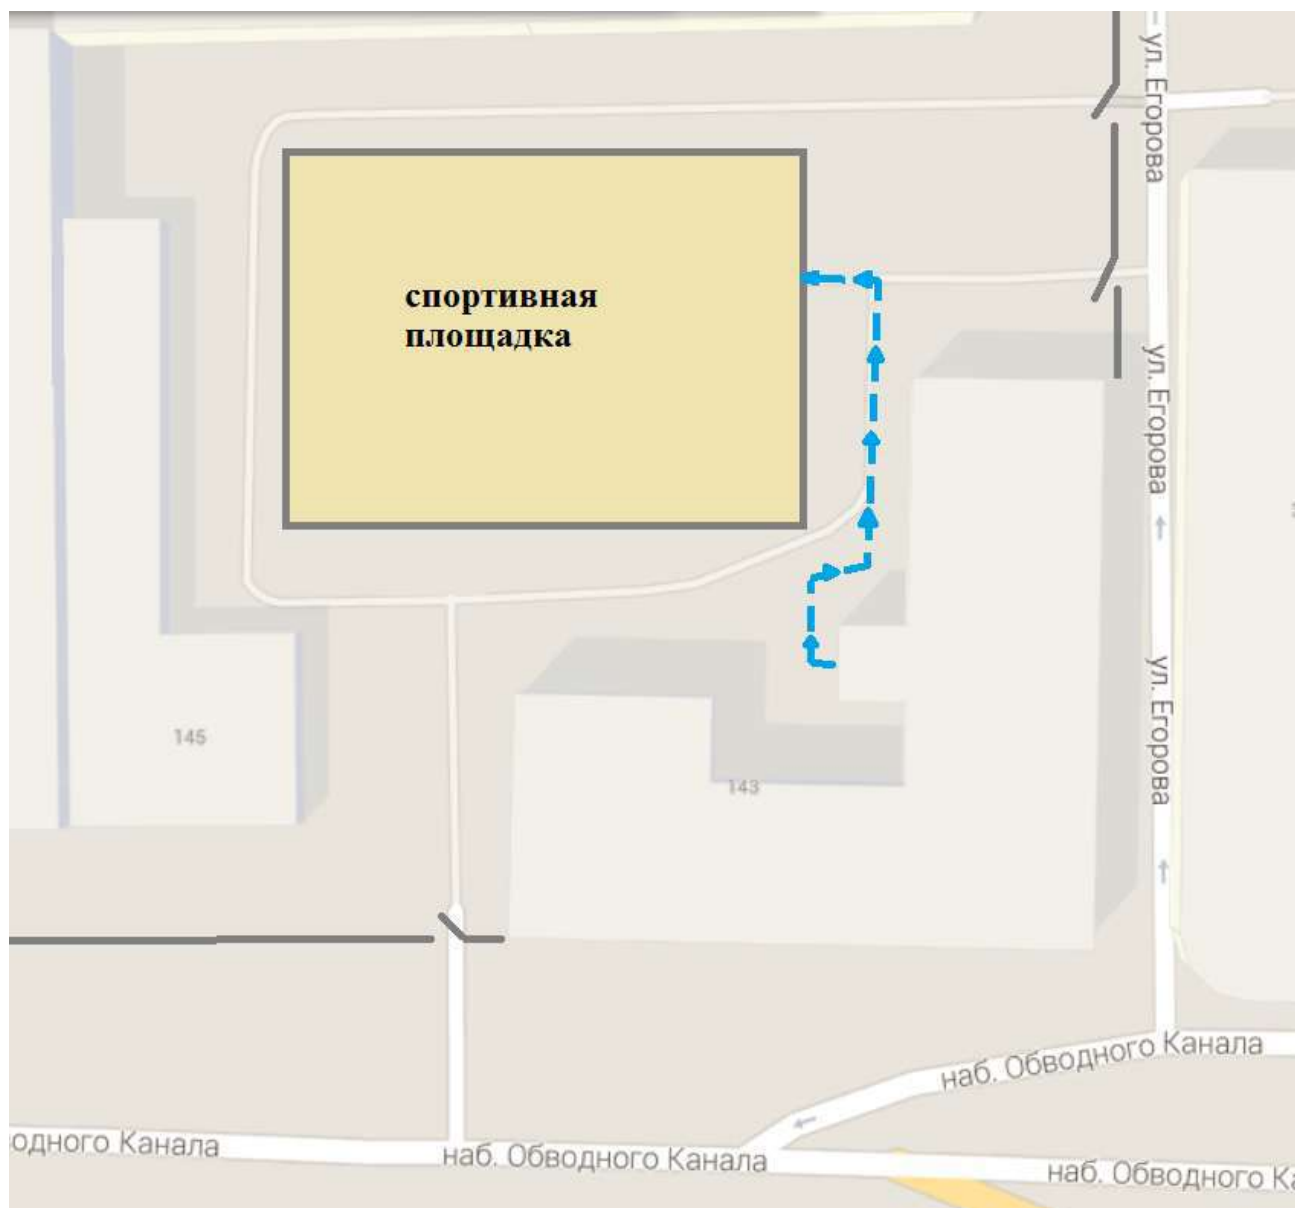 ул. Егорова
спортивная
площадка
ул. Егорова
ул. Егорова
145
143
наб. Обводного Канала
одного Канала
наб. Обводного Канала
наб. Обводного Ка